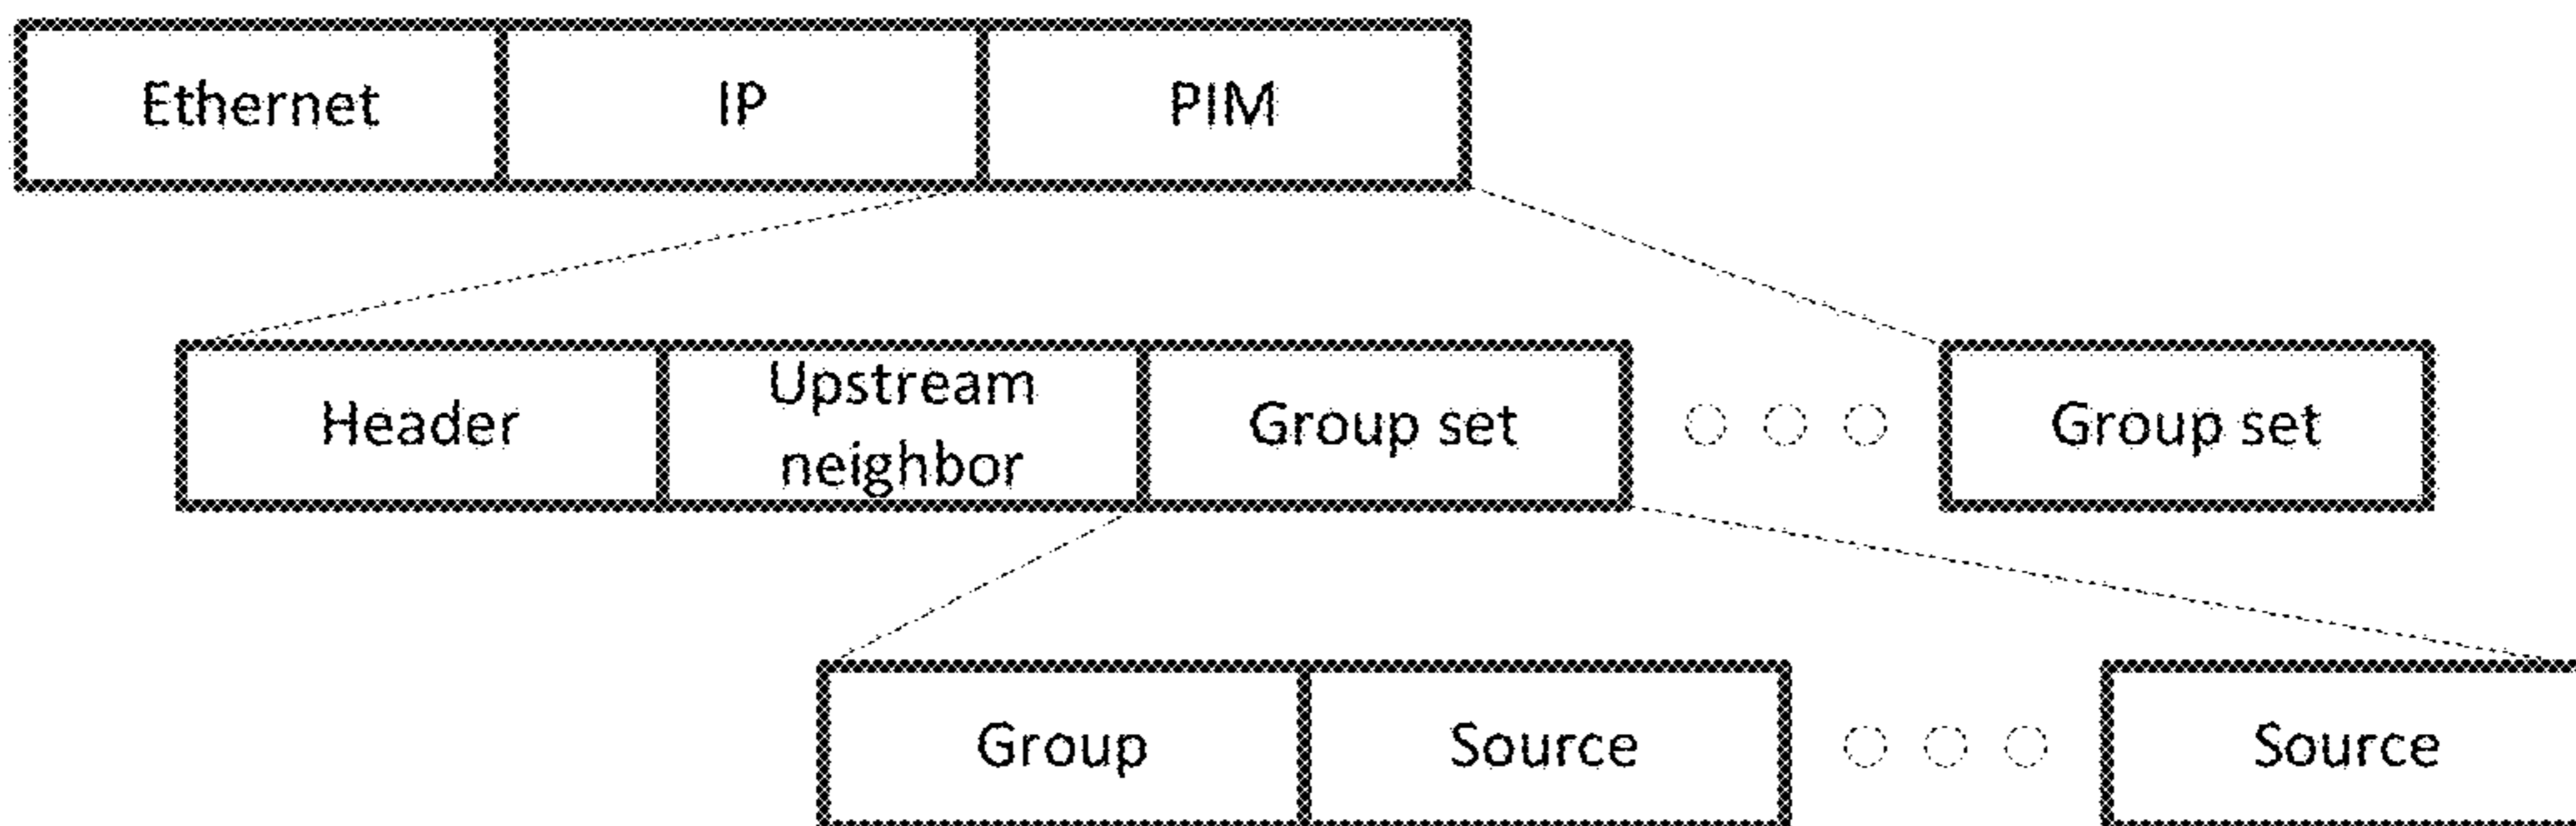 Ethernet IP PIM
Header Upstream neighbor Group set Group set
Group Source Source